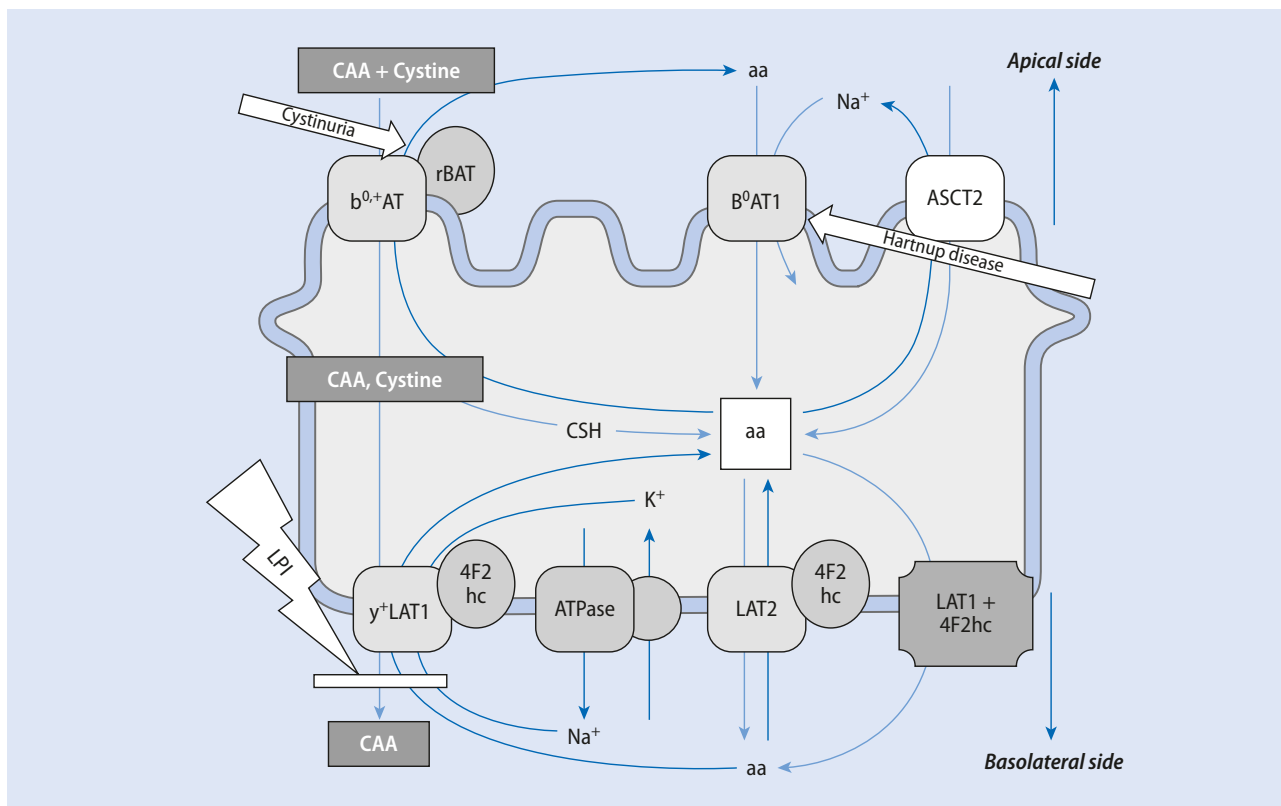 CAA + Cystine
aa
Apical side
Na⁺
Cystinuria
rBAT
b⁰,⁺AT
B⁰AT1
ASCT2
Hartnup disease
CAA, Cystine
CSH
aa
K⁺
LPI
y⁺LAT1
4F2
hc
ATPase
LAT2
4F2
hc
LAT1 +
4F2hc
CAA
Na⁺
aa
Basolateral side